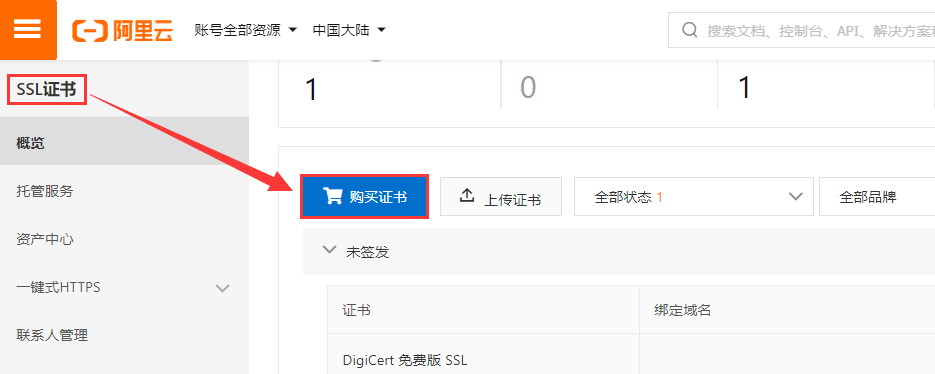 阿里云 账号全部资源 中国大陆 搜索文档、控制台、API、解决方案
SSL证书
概览
托管服务
资产中心
一键式HTTPS
联系人管理
1 0 1
购买证书 上传证书 全部状态 1 全部品牌
未签发
证书 绑定域名
DigiCert 免费版 SSL